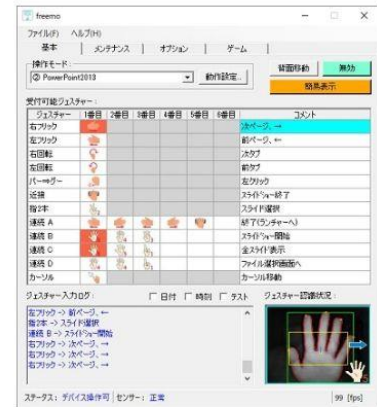 freemo
ファイル(F) ヘルプ(H)
基本 メンテナンス オプション ゲーム
操作モード:
② PowerPoint2013
動作設定..
背面移動
無効
簡易表示
受付可能ジェスチャー:
ジェスチャー 1番目 2番目 3番目 4番目 5番目 6番目 コメント
右フリック 次ページ、→
左フリック 前ページ、←
右回転 次タブ
左回転 前タブ
パー⇒グー 左クリック
近接 スライドショー終了
指2本 スライド選択
連続 A 終了(ランチャーへ)
連続 B スライドショー開始
連続 C 全スライド表示
連続 D ファイル選択画面へ
カーソル カーソル移動
ジェスチャー入力ログ: 日付 時刻 テスト ジェスチャー認識状況:
左フリック -> 前ページ、←
指2本 -> スライド選択
連続 B -> スライドショー開始
右フリック -> 次ページ、→
右フリック -> 次ページ、→
右フリック -> 次ページ、→
ステータス: デバイス操作可 センサー: 正常 99 [fps]